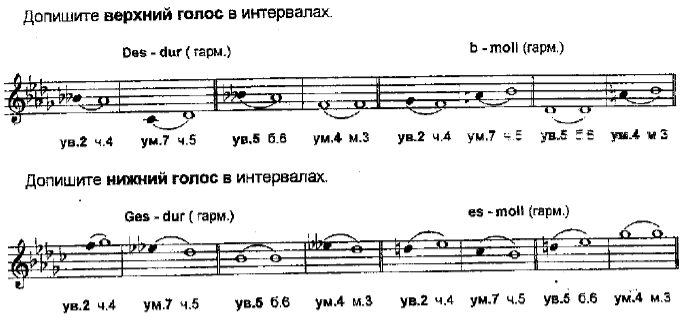 Допишите верхний голос в интервалах.
Des - dur ( гарм.) b - moll (гарм.)
ув.2 ч.4 ум.7 ч.5 ув.5 б.6 ум.4 м.3 ув.2 ч.4 ум.7 ч.5 ув.5 б.6 ум.4 м 3
Допишите нижний голос в интервалах.
Ges - dur ( гарм.) es - moll (гарм.)
ув.2 ч.4 ум.7 ч.5 ув.5 б.6 ум.4 м.3 ув.2 ч.4 ум.7 ч.5 ув.5 б.6 ум.4 м.3